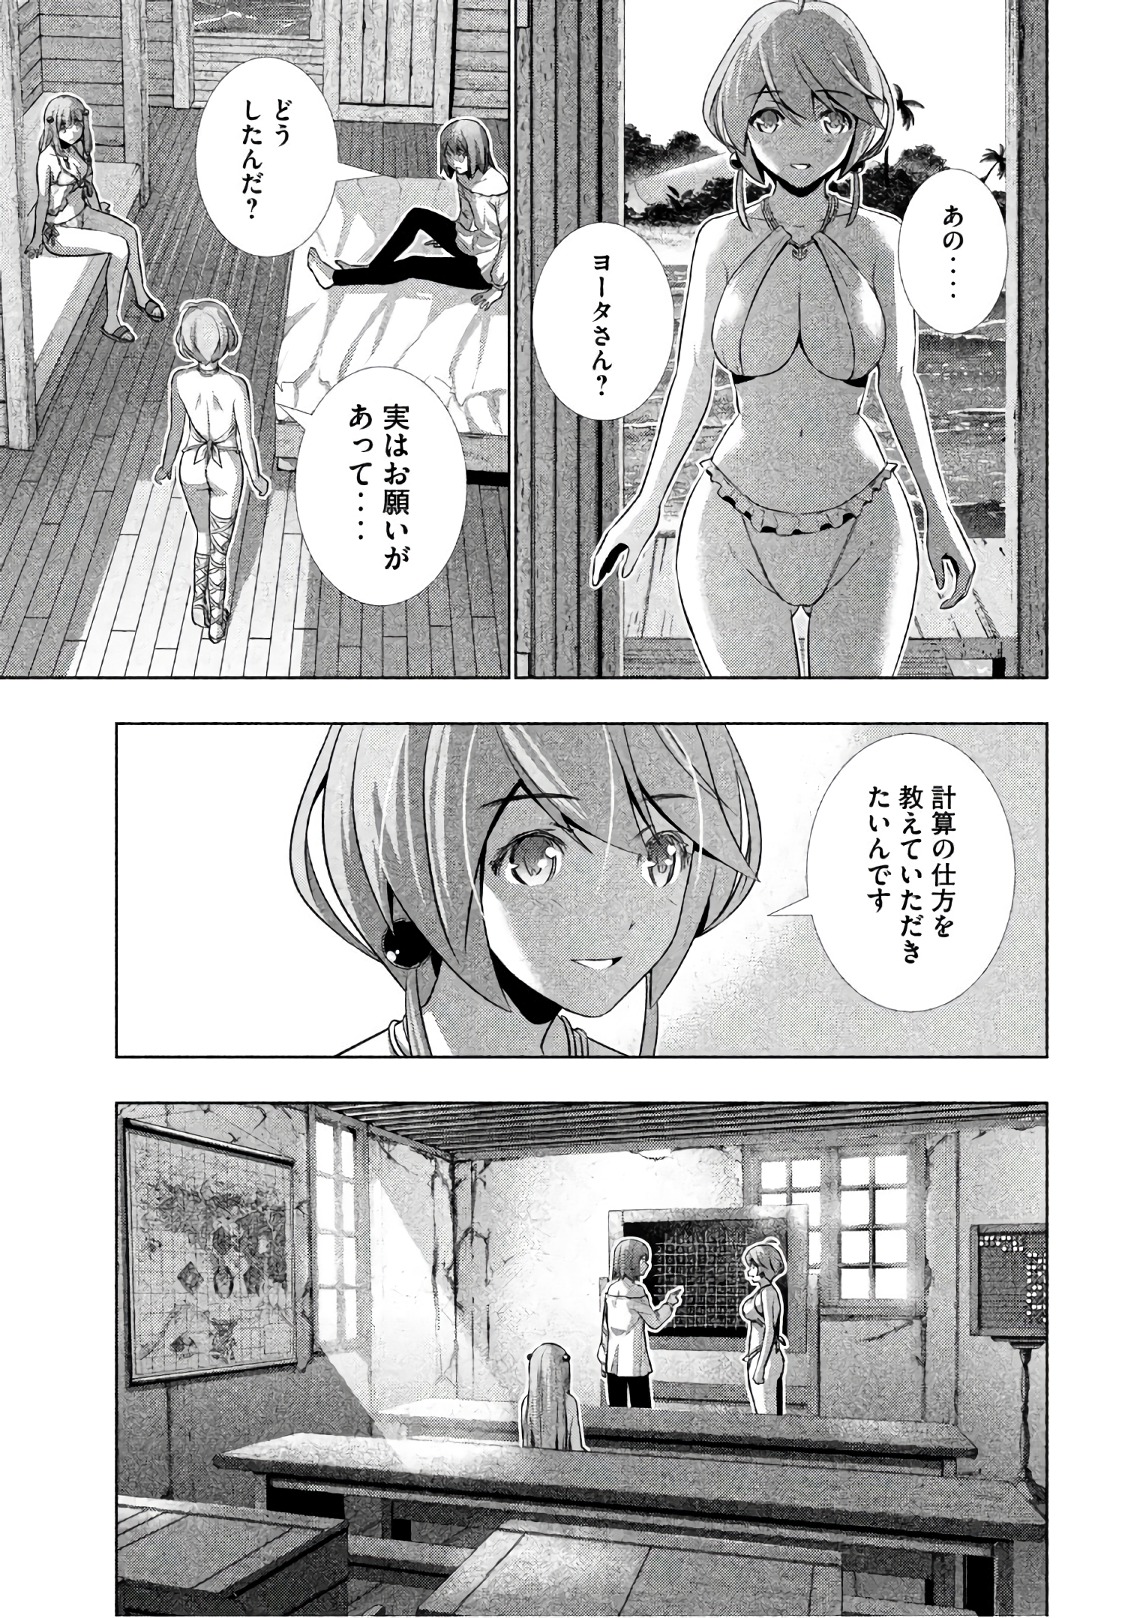 あの‥‥
ヨータさん？
どう
したんだ？
実はお願いが
あって‥‥
計算の仕方を
教えていただき
たいんです